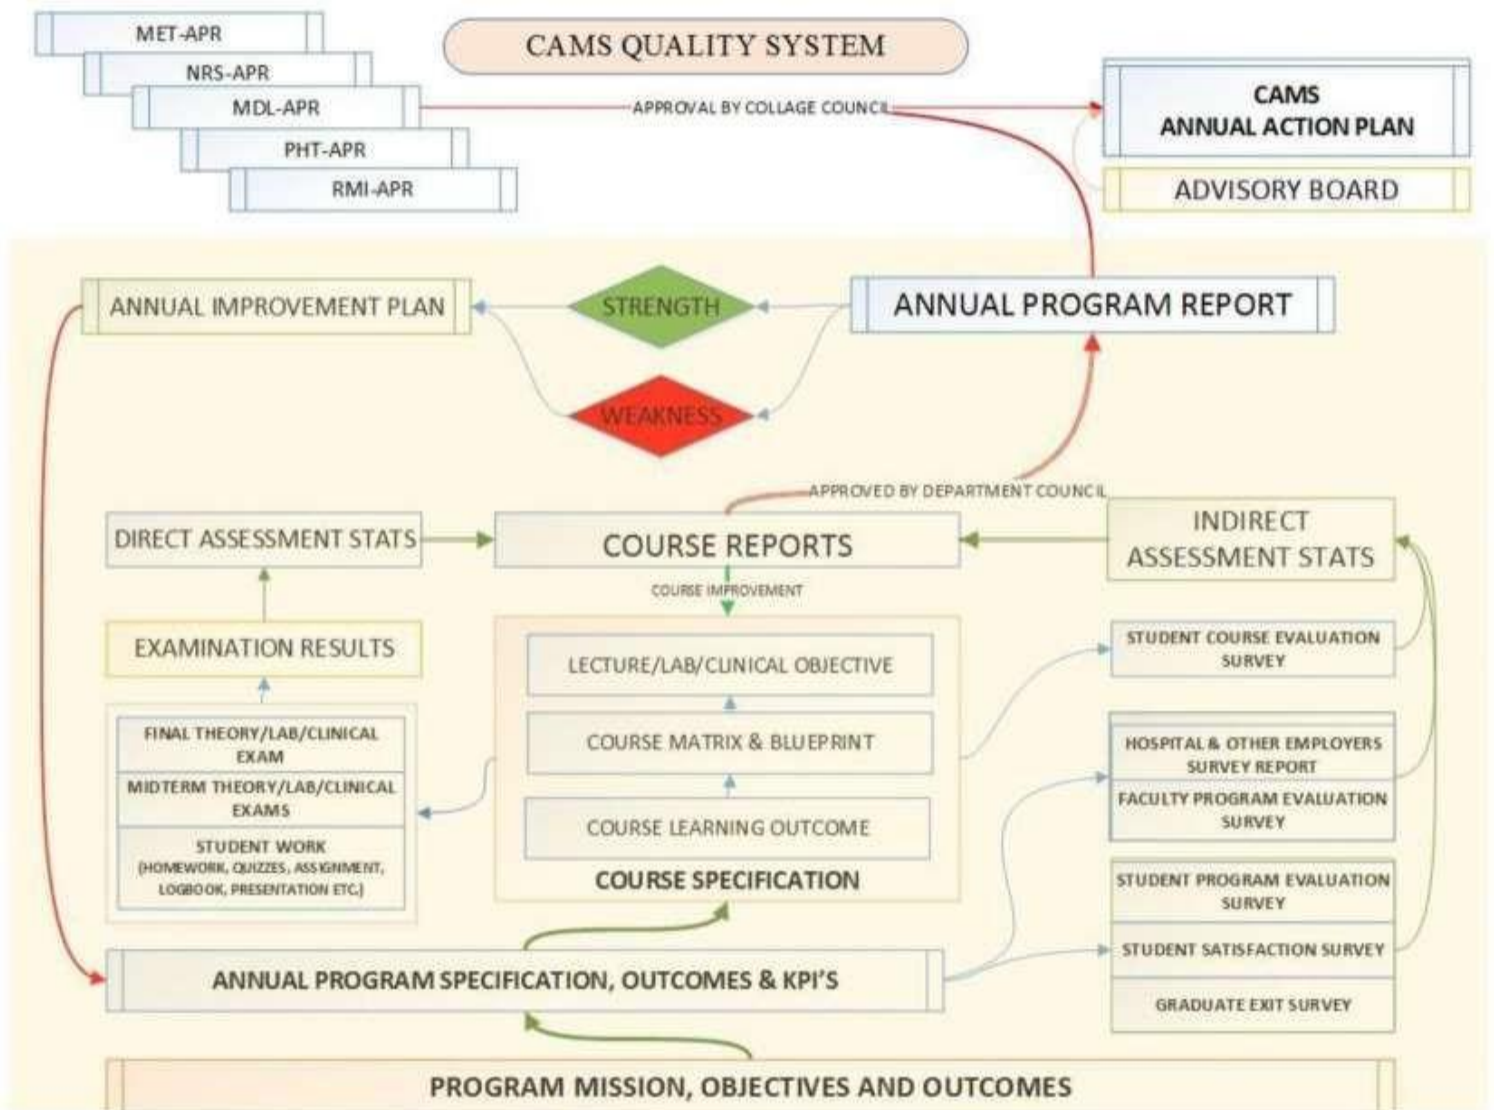 MET-APR
NRS-APR
MDL-APR
PHT-APR
RMI-APR
CAMS QUALITY SYSTEM
APPROVAL BY COLLAGE COUNCIL
CAMS
ANNUAL ACTION PLAN
ADVISORY BOARD
ANNUAL IMPROVEMENT PLAN
STRENGTH
ANNUAL PROGRAM REPORT
WEAKNESS
APPROVED BY DEPARTMENT COUNCIL
DIRECT ASSESSMENT STATS
COURSE REPORTS
INDIRECT
ASSESSMENT STATS
COURSE IMPROVEMENT
EXAMINATION RESULTS
LECTURE/LAB/CLINICAL OBJECTIVE
STUDENT COURSE EVALUATION
SURVEY
FINAL THEORY/LAB/CLINICAL
EXAM
COURSE MATRIX & BLUEPRINT
HOSPITAL & OTHER EMPLOYERS
SURVEY REPORT
MIDTERM THEORY/LAB/CLINICAL
EXAMS
FACULTY PROGRAM EVALUATION
SURVEY
COURSE LEARNING OUTCOME
STUDENT WORK
(HOMEWORK, QUIZZES, ASSIGNMENT,
LOGBOOK, PRESENTATION ETC,)
COURSE SPECIFICATION
STUDENT PROGRAM EVALUATION
SURVEY
STUDENT SATISFACTION SURVEY
GRADUATE EXIT SURVEY
ANNUAL PROGRAM SPECIFICATION, OUTCOMES & KPI'S
PROGRAM MISSION, OBJECTIVES AND OUTCOMES